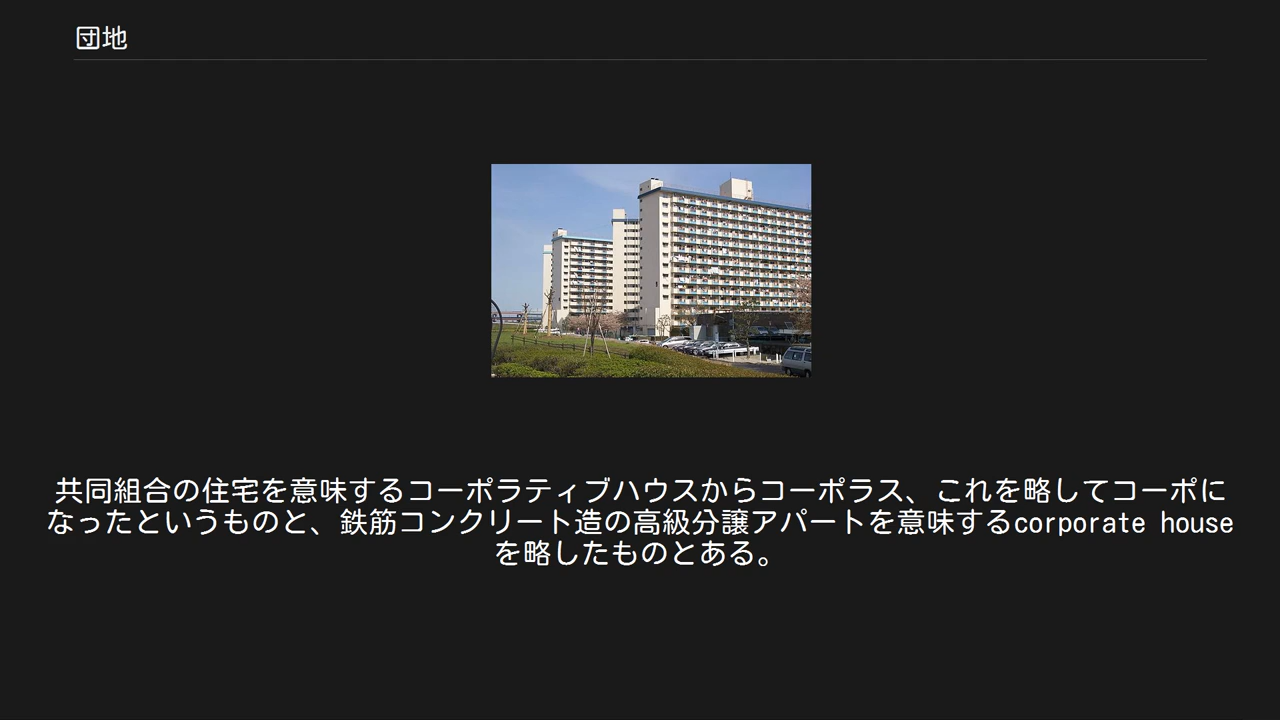 団地
共同組合の住宅を意味するコーポラティブハウスからコーポラス、これを略してコーポに
なったというものと、鉄筋コンクリート造の高級分譲アパートを意味するcorporate house
を略したものとある。